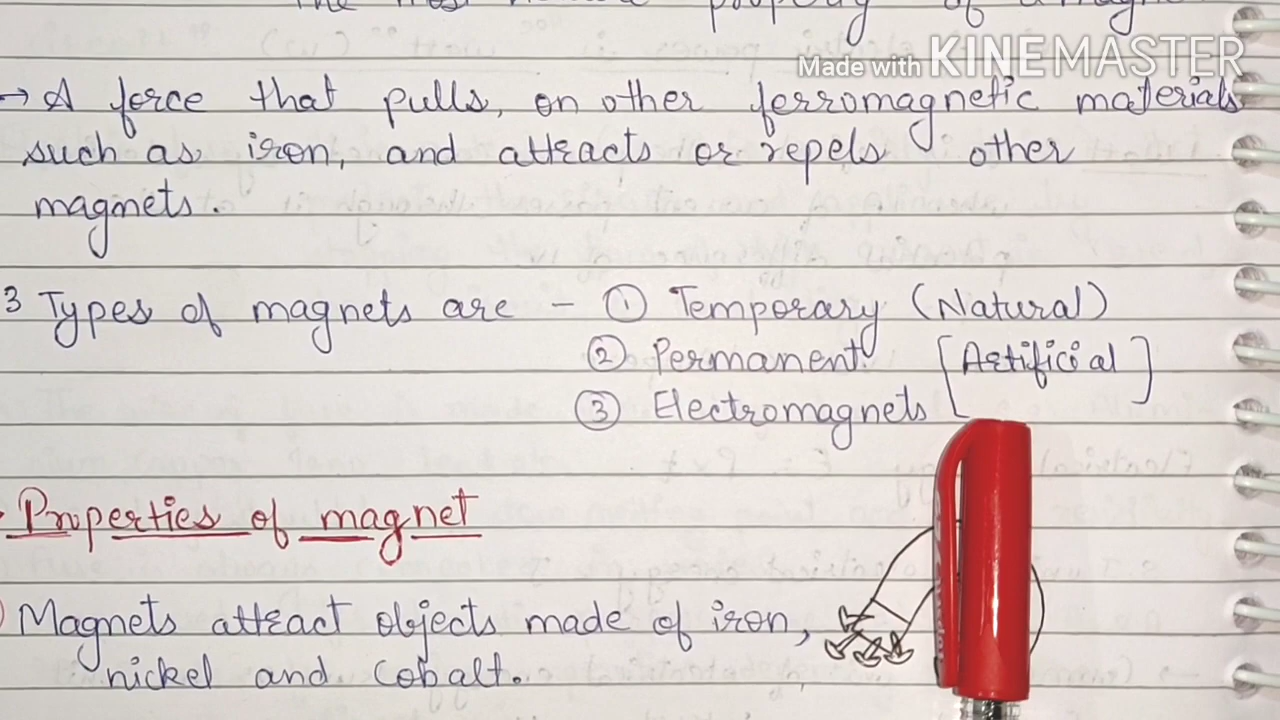 property of a
Made with KINEMASTER
→ A force that pulls, on other ferromagnetic materials
such as iron, and attracts or repels other
magnets.
3 Types of magnets are – ① Temporary (Natural)
② Permanent. [Artificial]
③ Electromagnets
Properties of magnet
Magnets attract objects made of iron,
nickel and cobalt.